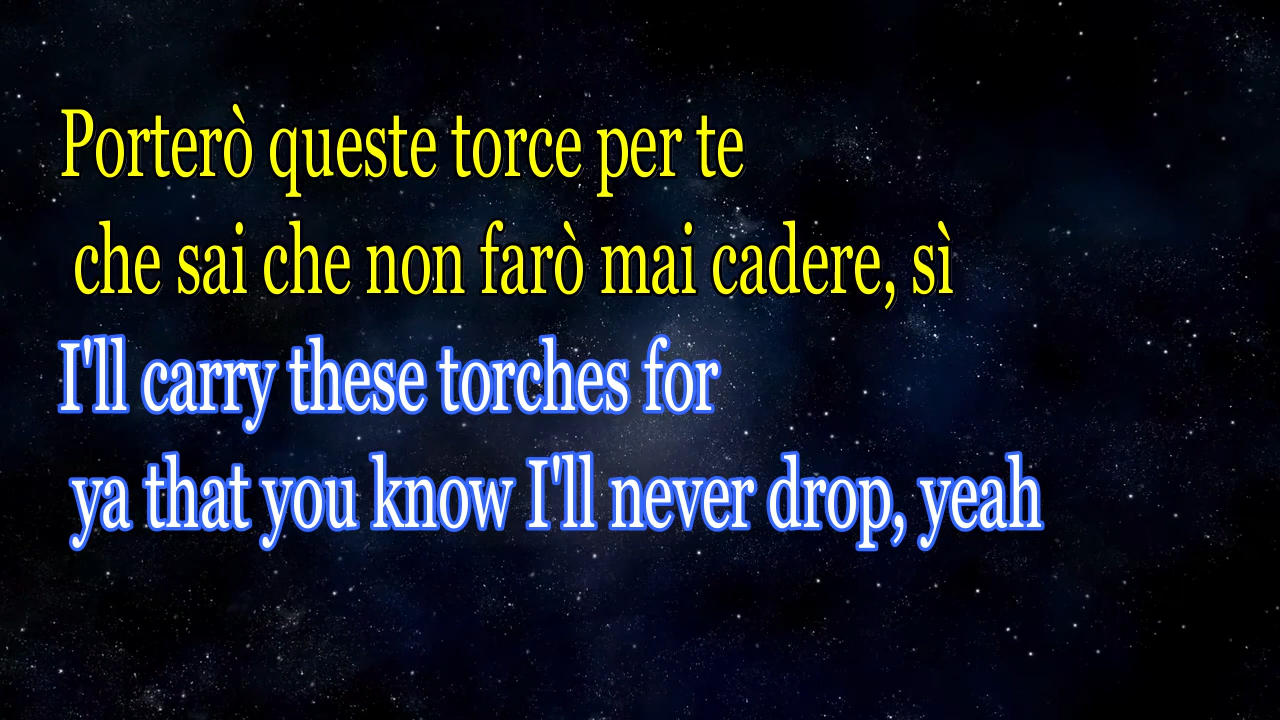 Porterò queste torce per te
che sai che non farò mai cadere, sì
I'll carry these torches for
ya that you know I'll never drop, yeah